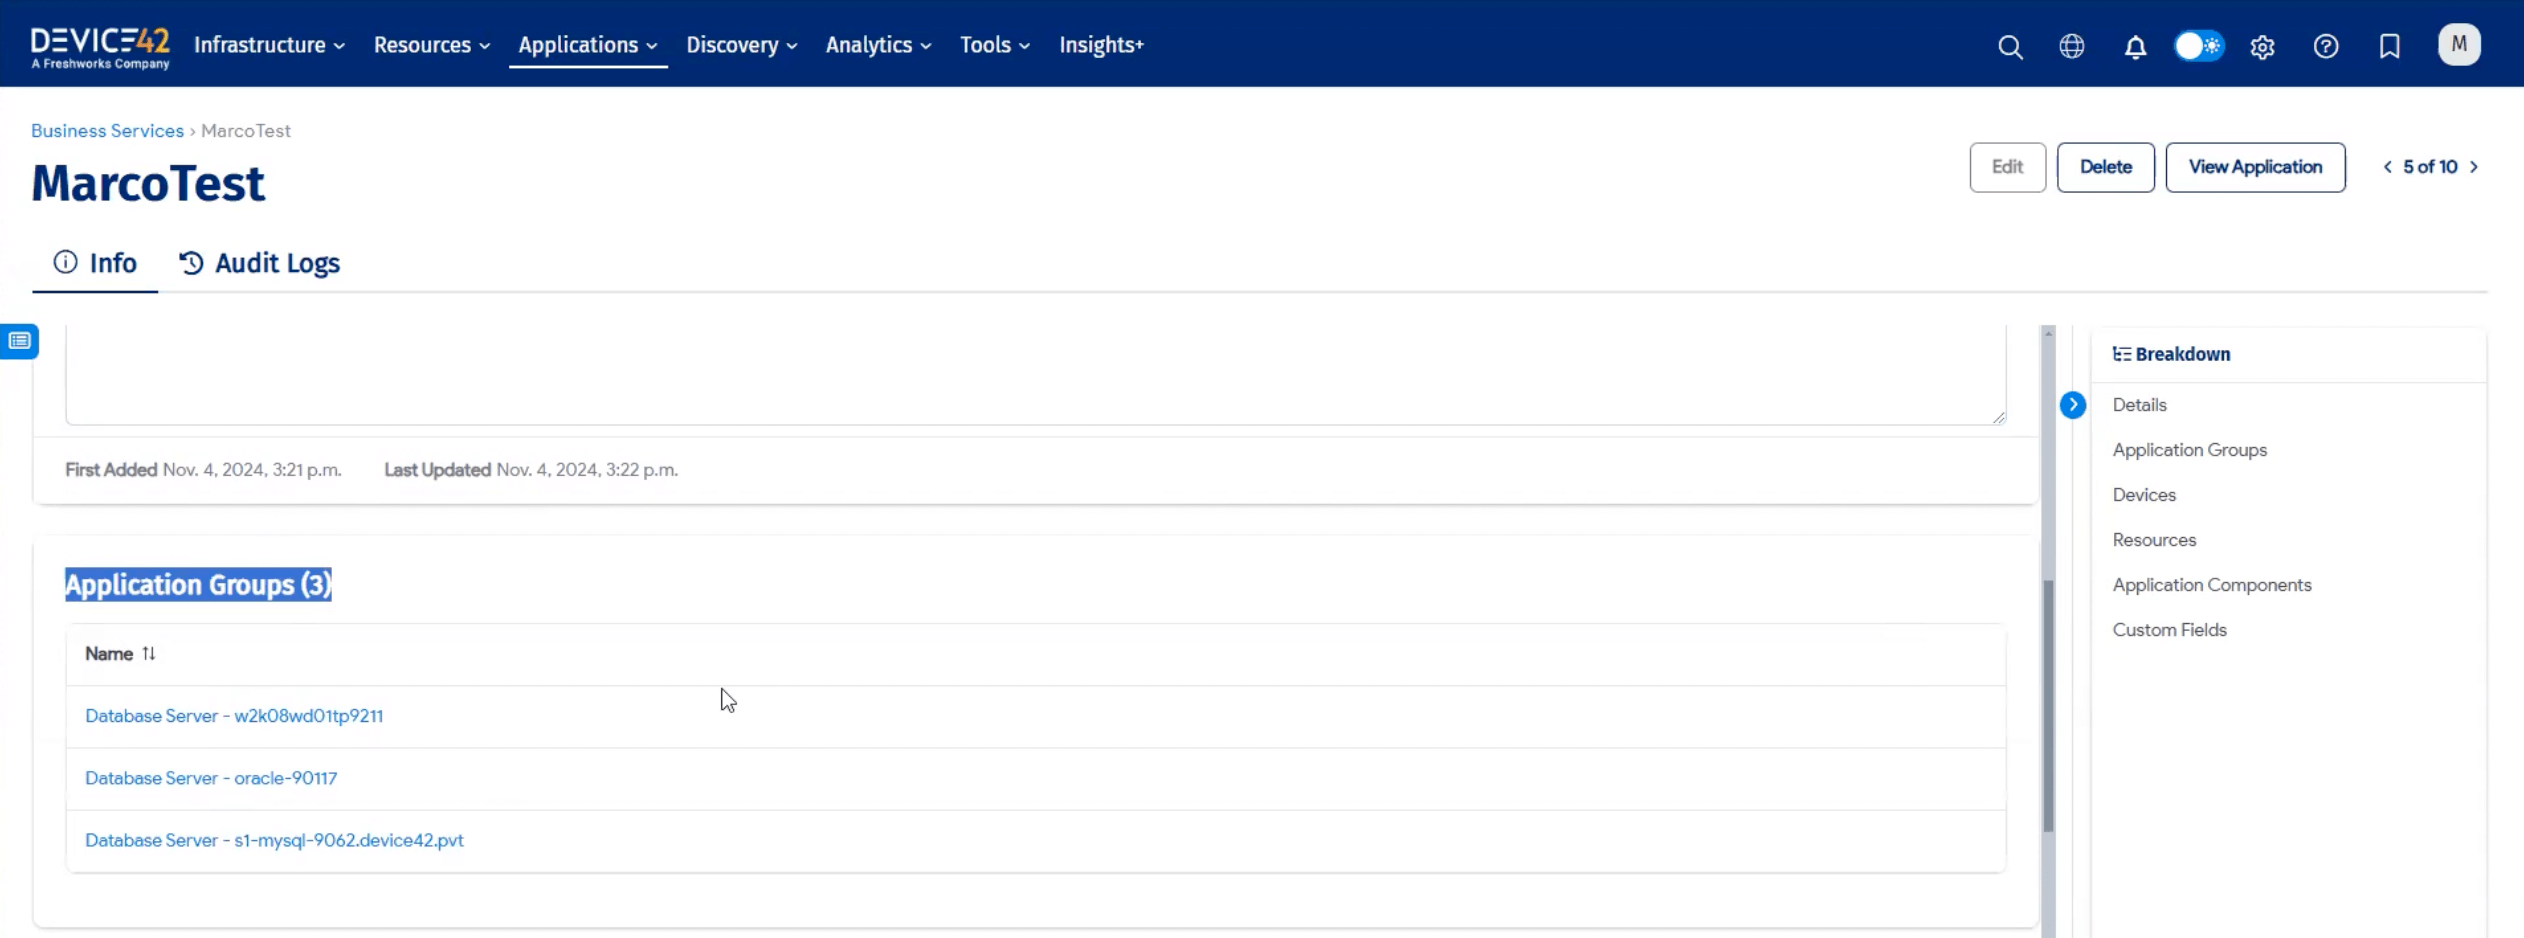 DEVICE42
A Freshworks Company
Infrastructure
Resources
Applications
Discovery
Analytics
Tools
Insights+
M
Business Services › MarcoTest
MarcoTest
Edit
Delete
View Application
5 of 10
Info
Audit Logs
First Added Nov. 4, 2024, 3:21 p.m.
Last Updated Nov. 4, 2024, 3:22 p.m.
Application Groups (3)
Name
Database Server - w2k08wd01tp9211
Database Server - oracle-90117
Database Server - s1-mysql-9062.device42.pvt
Breakdown
Details
Application Groups
Devices
Resources
Application Components
Custom Fields